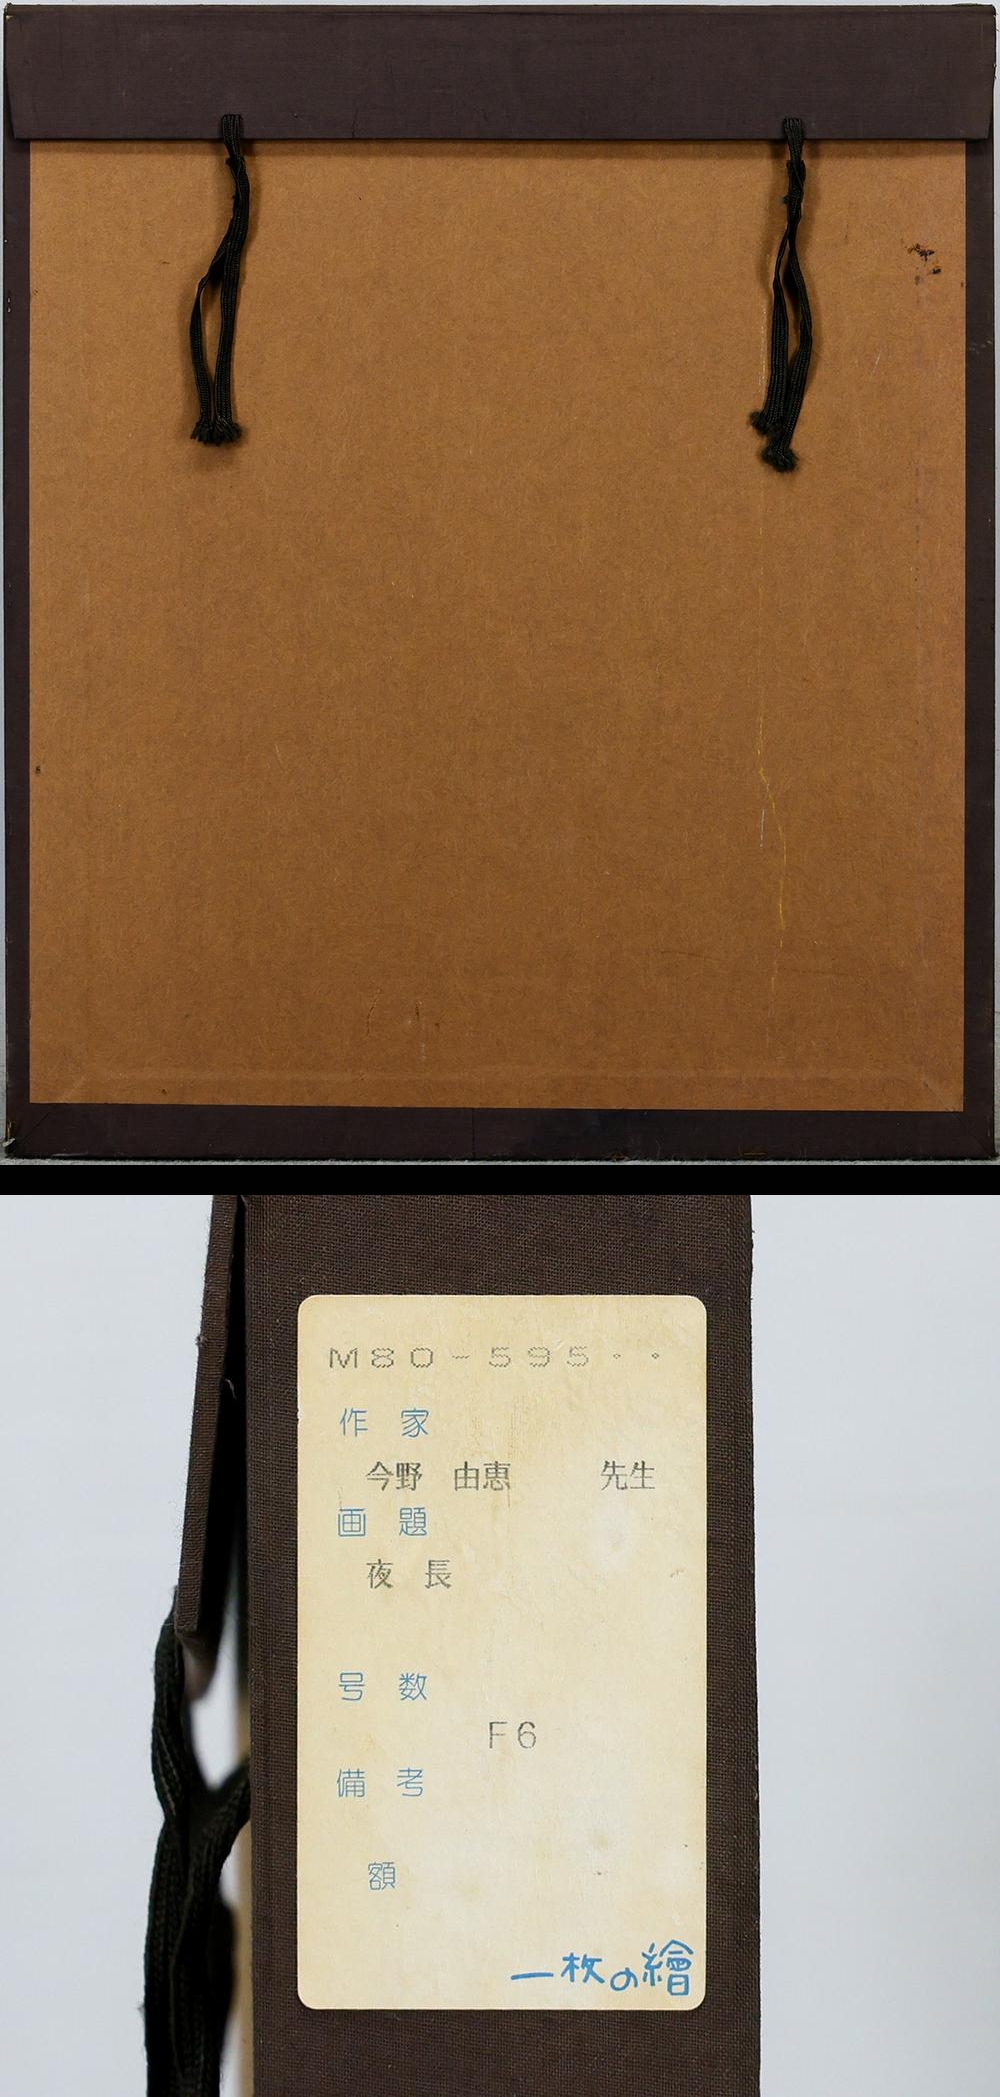 M80-595・・
作 家
今野 由恵 先生
画 題
夜 長
号 数
F6
備 考
額
一枚の繪